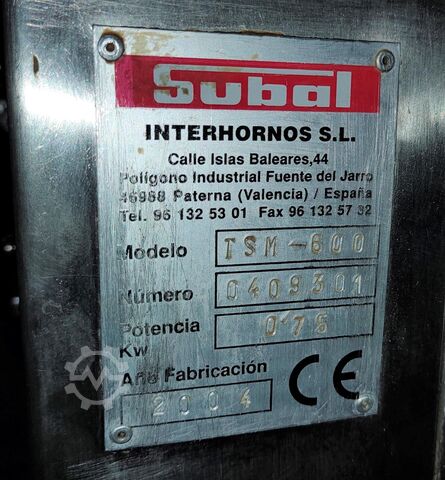 Subal
INTERHORNOS S.L.
Calle Islas Baleares,44
Polígono Industrial Fuente del Jarro
46988 Paterna (Valencia) / España
Tel. 96 132 53 01 Fax 96 132 57 32
Modelo TSM-600
Número 0409301
Potencia 0'75
Kw
Año Fabricación
2004 CE